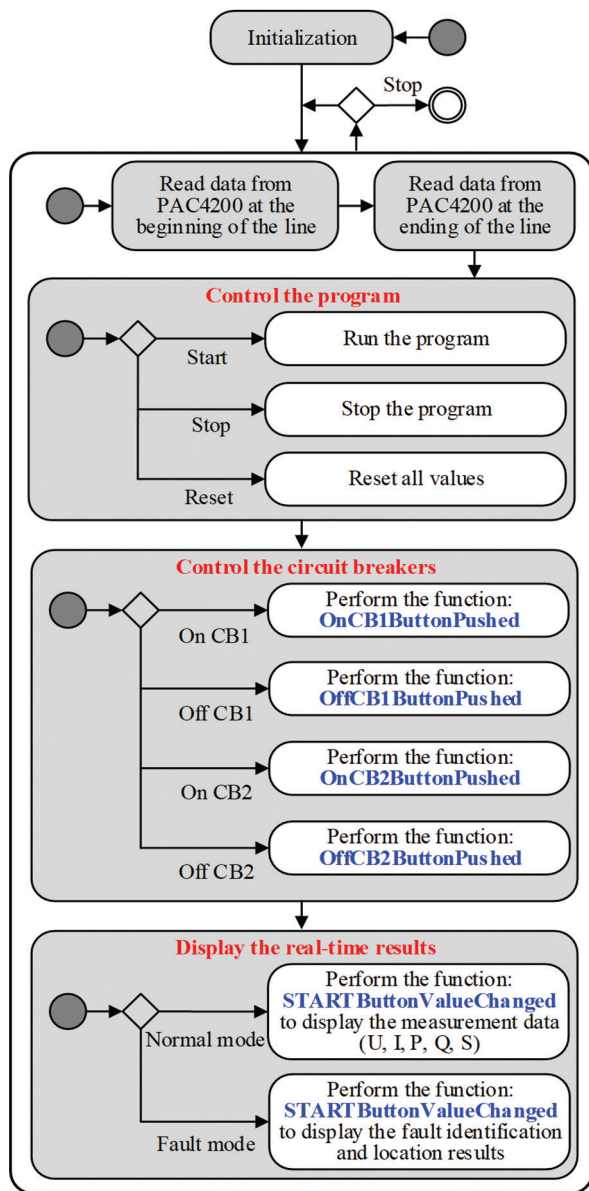 Initialization
Stop
Read data from
PAC4200 at the
beginning of the line
Read data from
PAC4200 at the
ending of the line
Control the program
Start
Run the program
Stop
Stop the program
Reset
Reset all values
Control the circuit breakers
On CB1
Perform the function:
OnCB1ButtonPushed
Off CB1
Perform the function:
OffCB1ButtonPushed
On CB2
Perform the function:
OnCB2ButtonPushed
Off CB2
Perform the function:
OffCB2ButtonPushed
Display the real-time results
Normal mode
Perform the function:
STARTButtonValueChanged
to display the measurement data
(U, I, P, Q, S)
Fault mode
Perform the function:
STARTButtonValueChanged
to display the fault identification
and location results